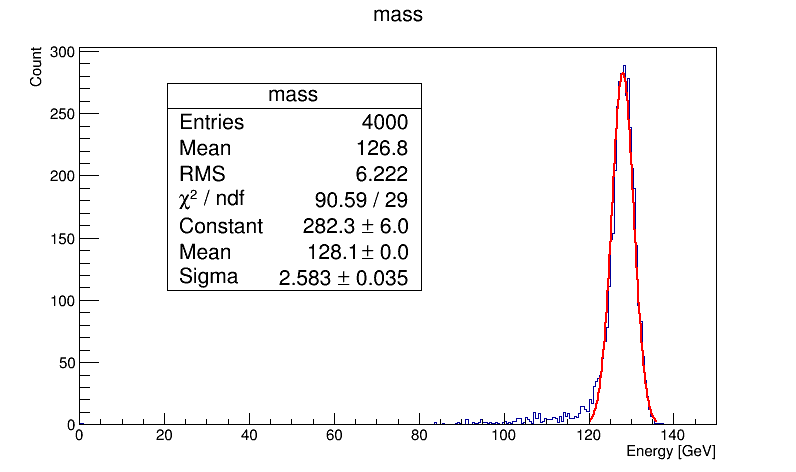 mass
Count
300
250
200
150
100
50
0
mass
Entries 4000
Mean 126.8
RMS 6.222
χ² / ndf 90.59 / 29
Constant 282.3 ± 6.0
Mean 128.1 ± 0.0
Sigma 2.583 ± 0.035
0 20 40 60 80 100 120 140
Energy [GeV]